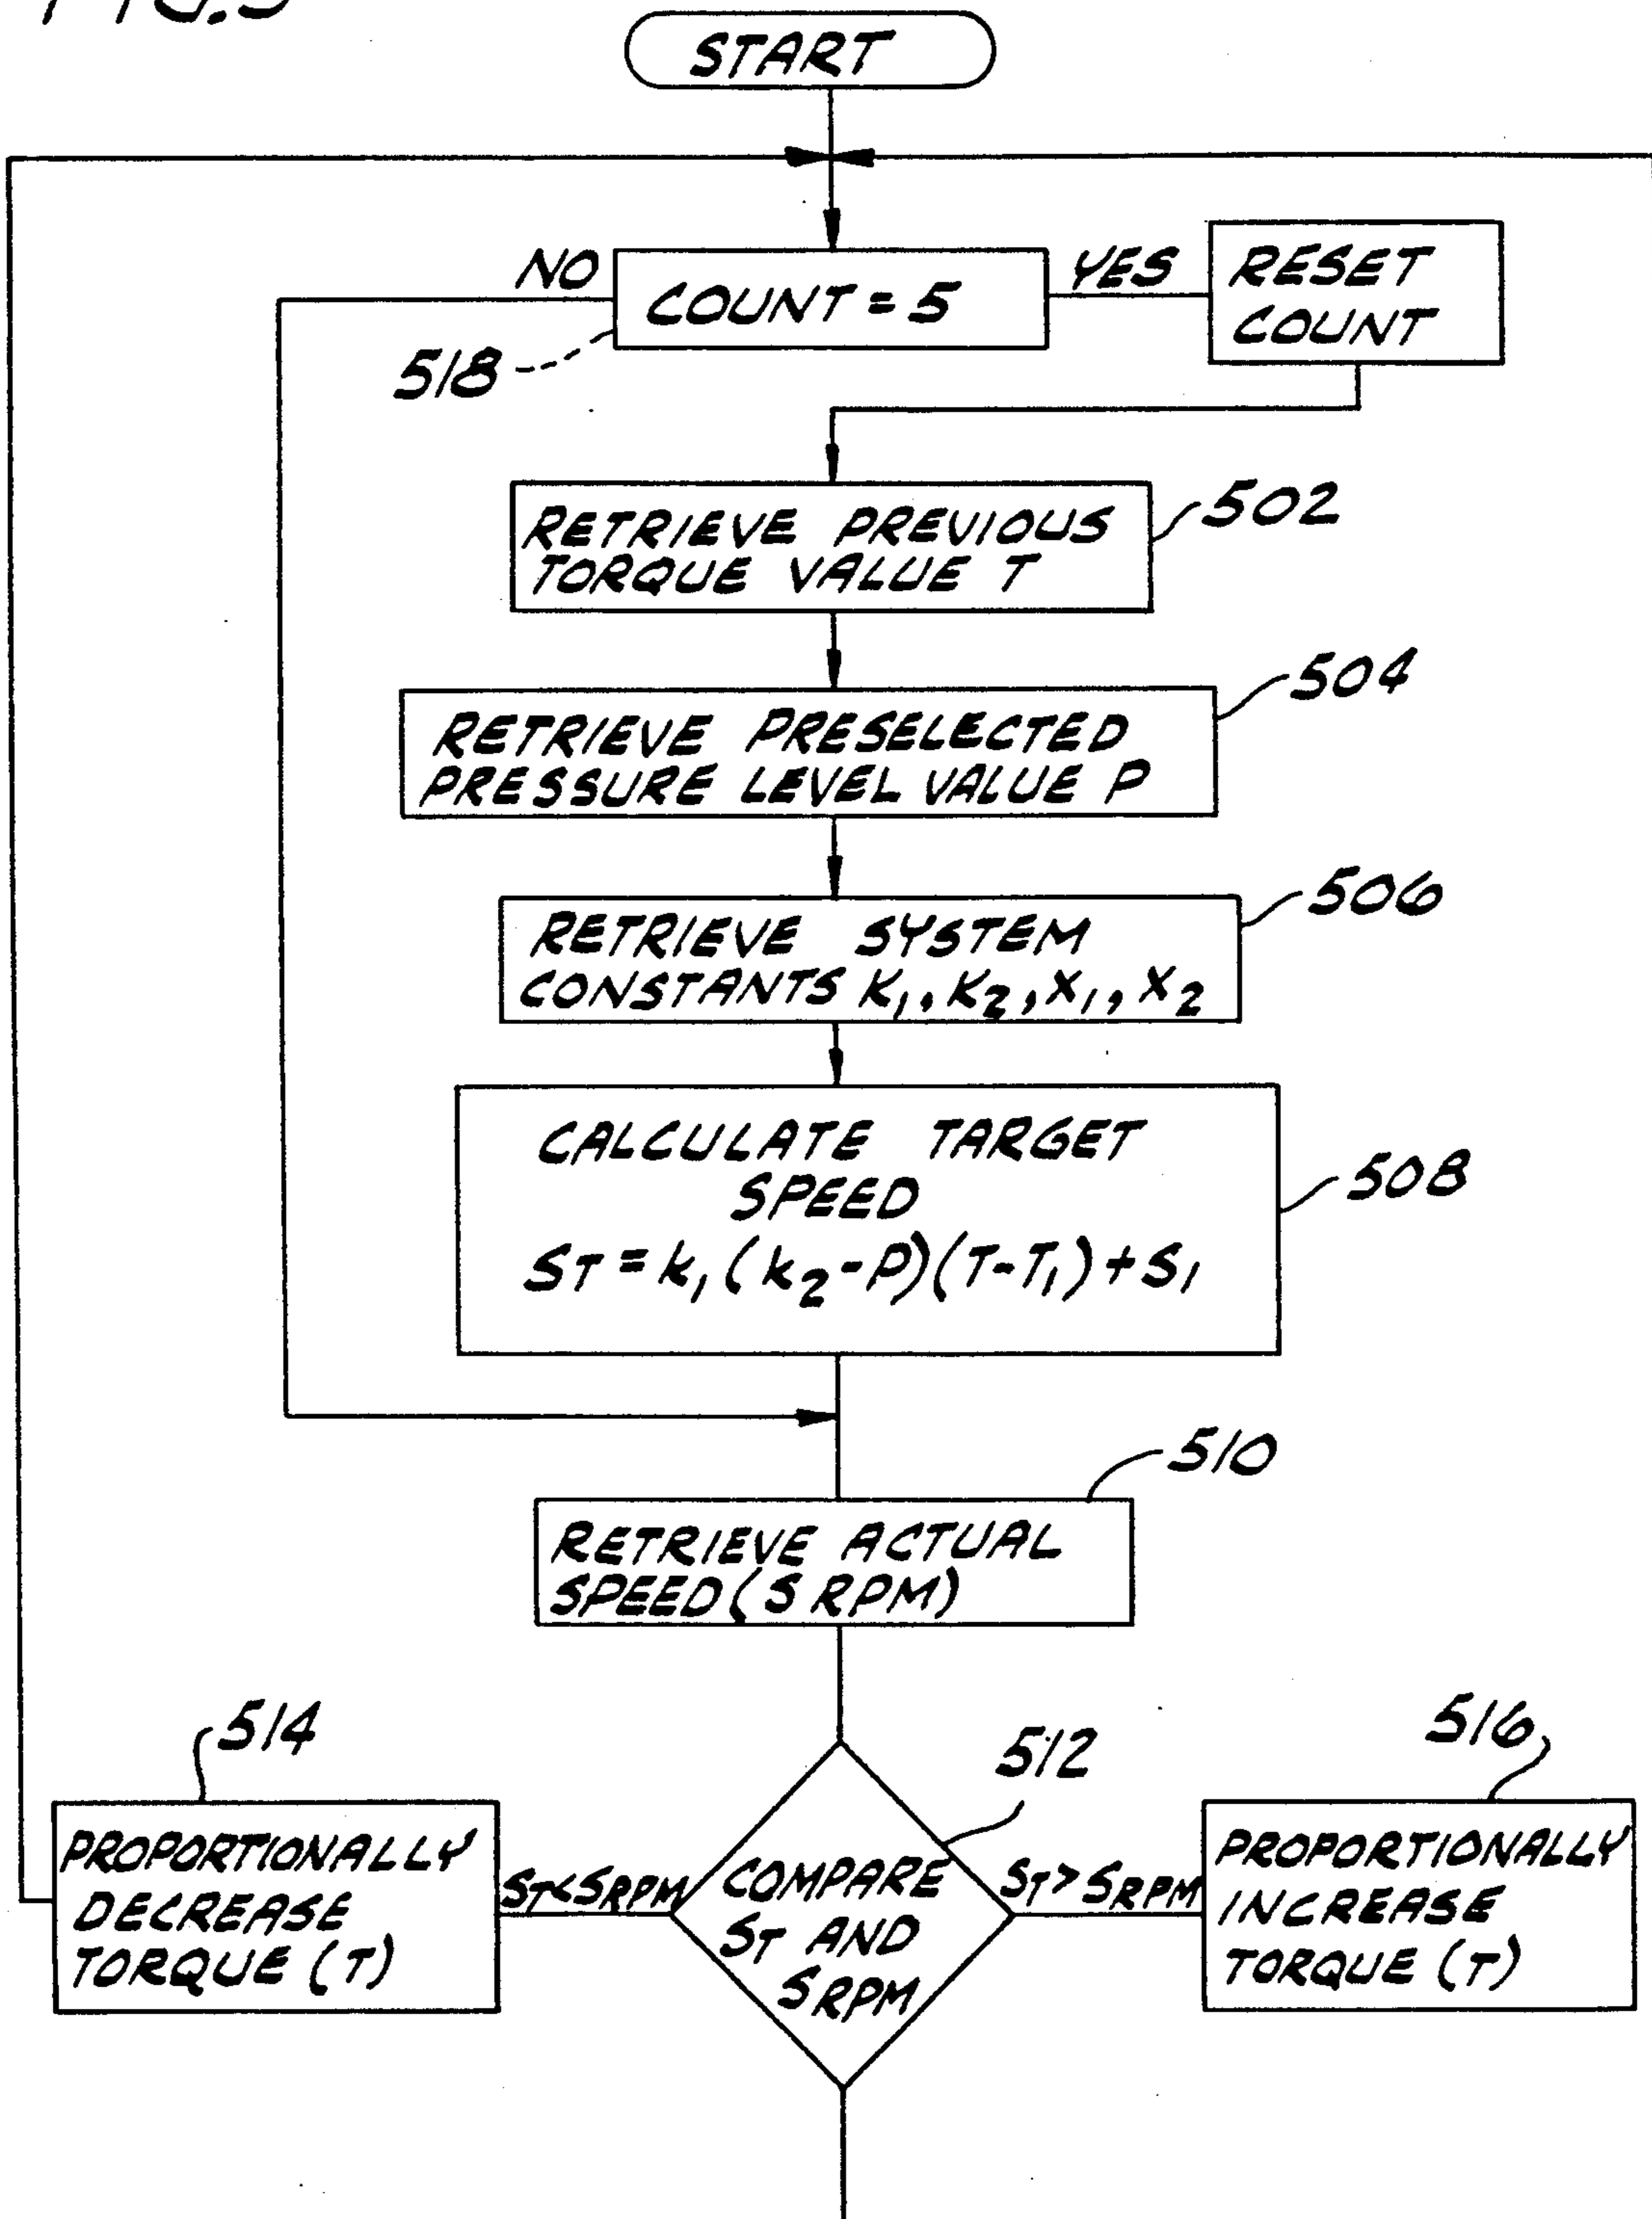 FIG.5
START
NO
COUNT = 5
YES
RESET
COUNT
518
RETRIEVE PREVIOUS
TORQUE VALUE T
502
RETRIEVE PRESELECTED
PRESSURE LEVEL VALUE P
504
RETRIEVE SYSTEM
CONSTANTS K₁, K₂, X₁, X₂
506
CALCULATE TARGET
SPEED
ST = k₁(k₂-P)(T-T₁)+S₁
508
RETRIEVE ACTUAL
SPEED(S RPM)
510
514
PROPORTIONALLY
DECREASE
TORQUE (T)
ST<SRPM
512
COMPARE
ST AND
SRPM
ST>SRPM
516
PROPORTIONALLY
INCREASE
TORQUE (T)